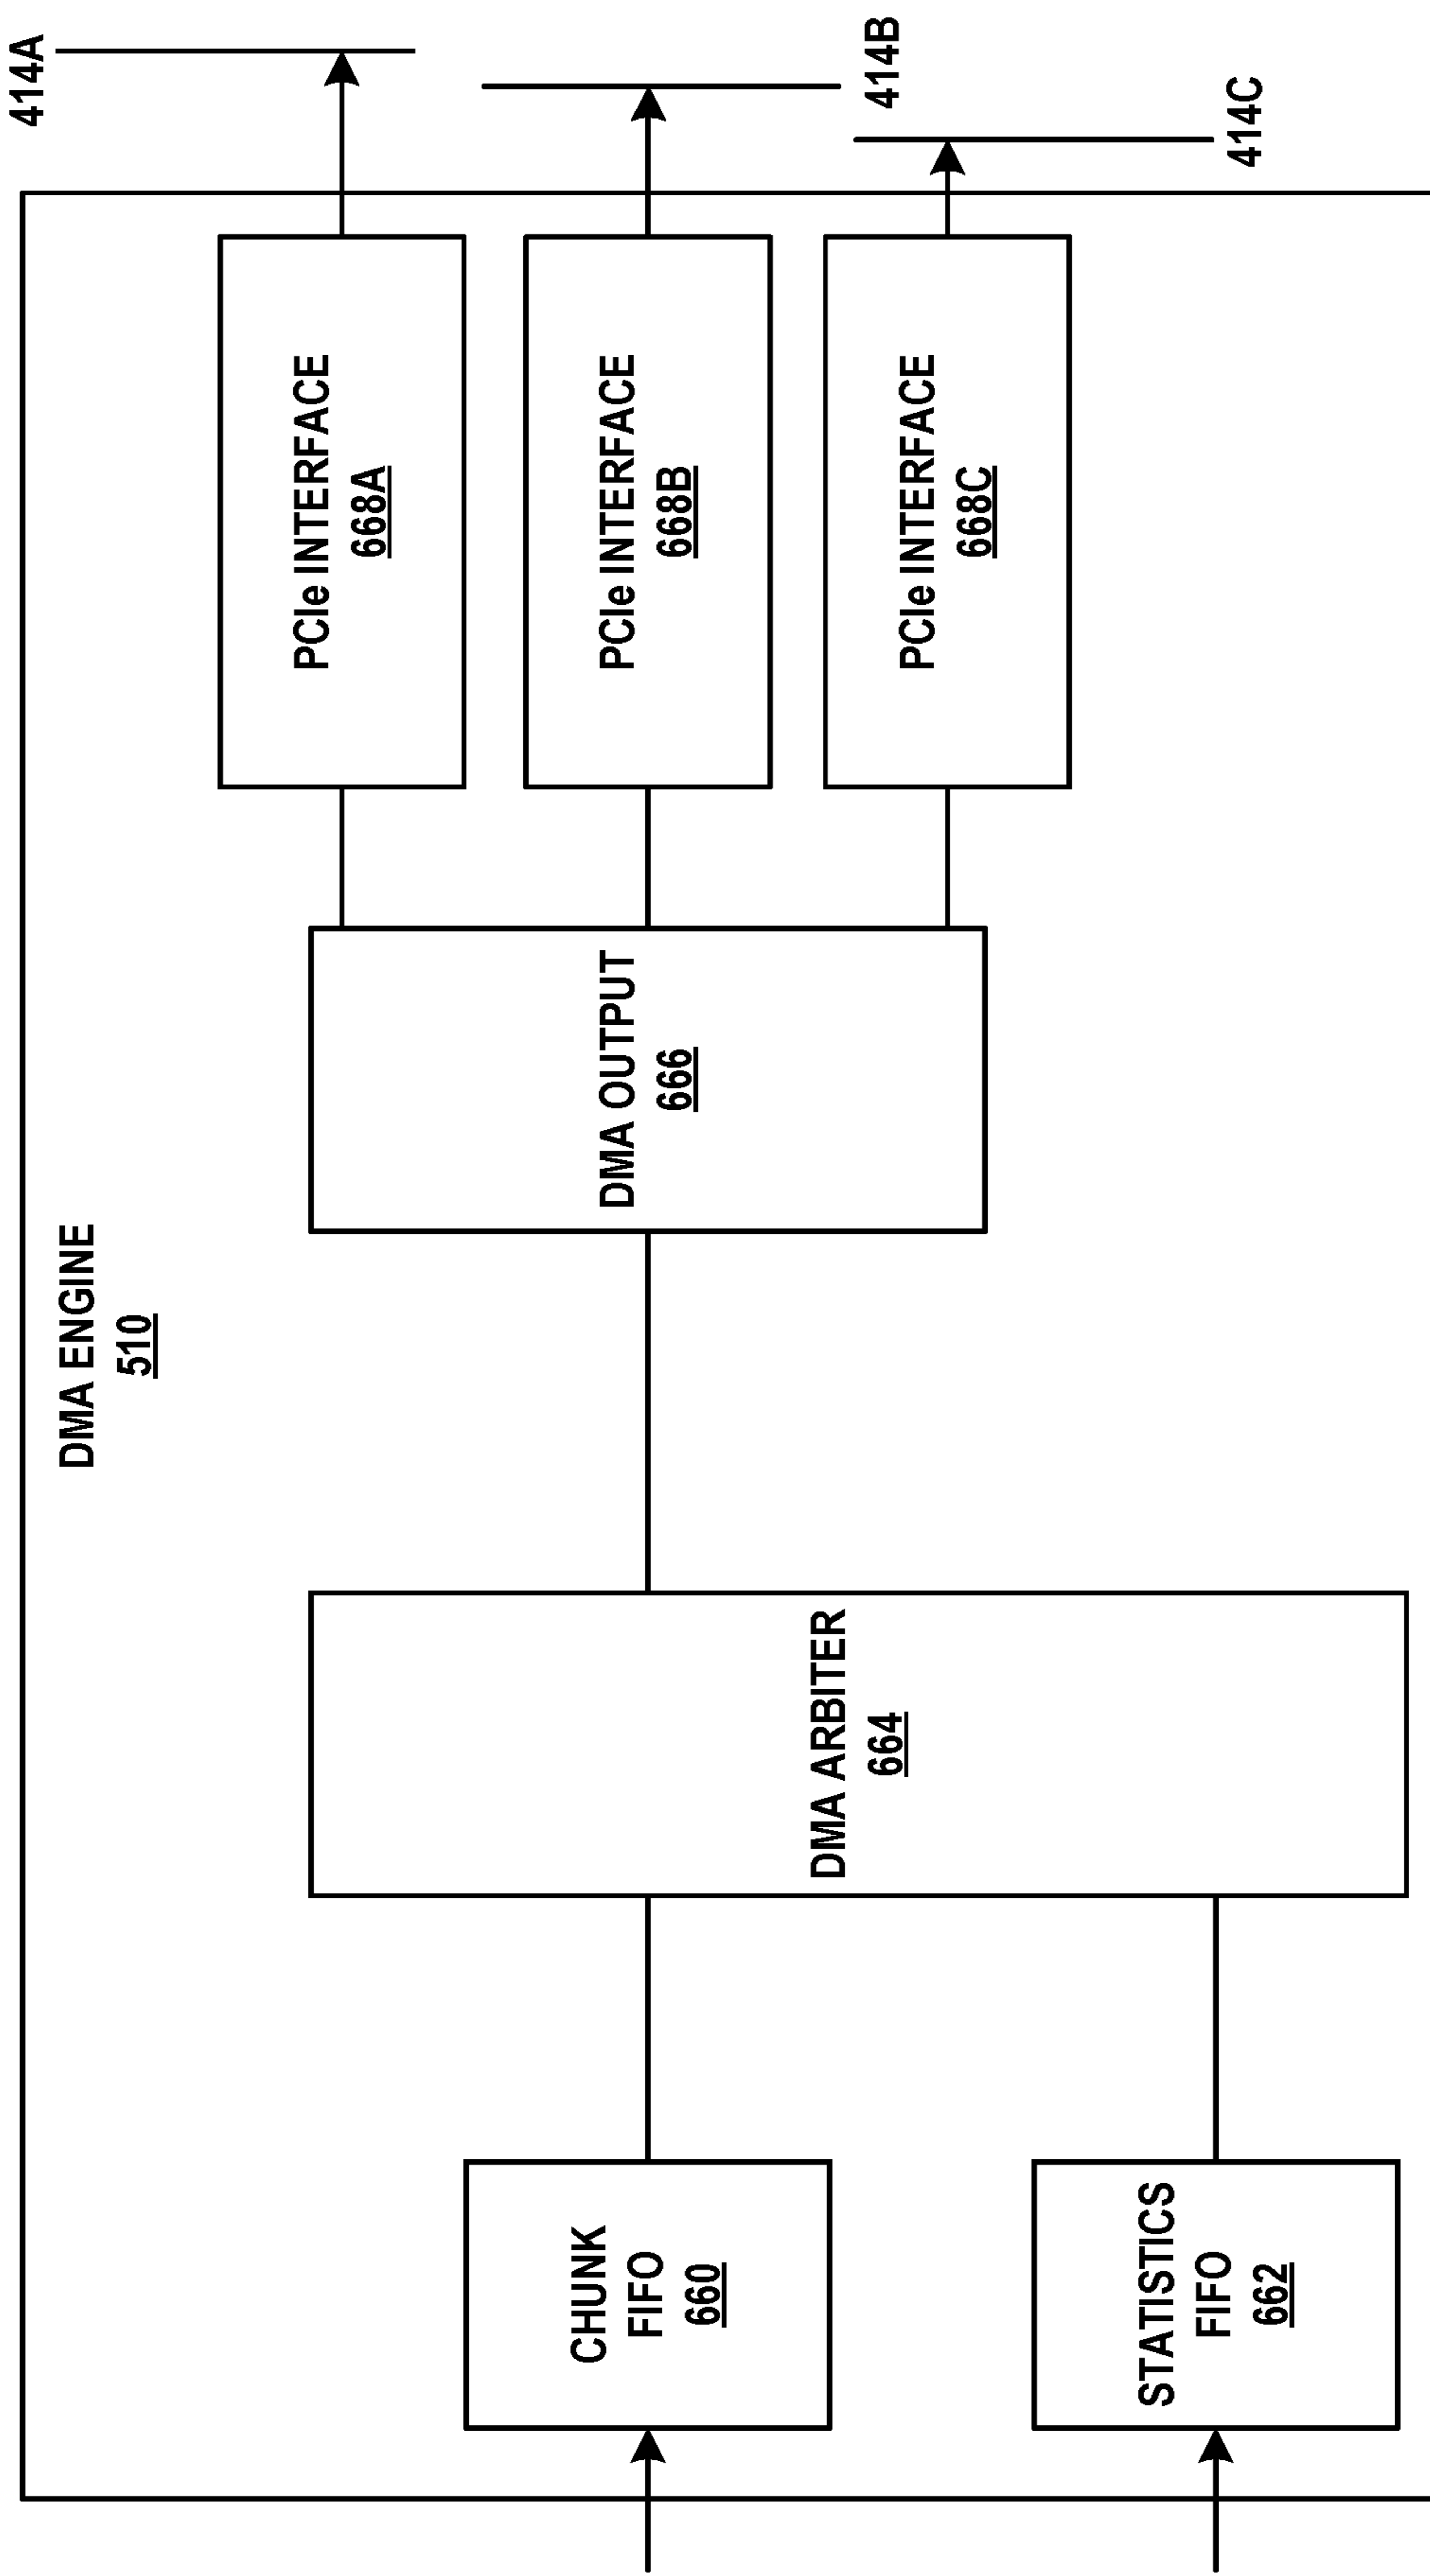 DMA ENGINE
510
CHUNK
FIFO
660
STATISTICS
FIFO
662
DMA ARBITER
664
DMA OUTPUT
666
PCIe INTERFACE
668A
PCIe INTERFACE
668B
PCIe INTERFACE
668C
414A
414B
414C